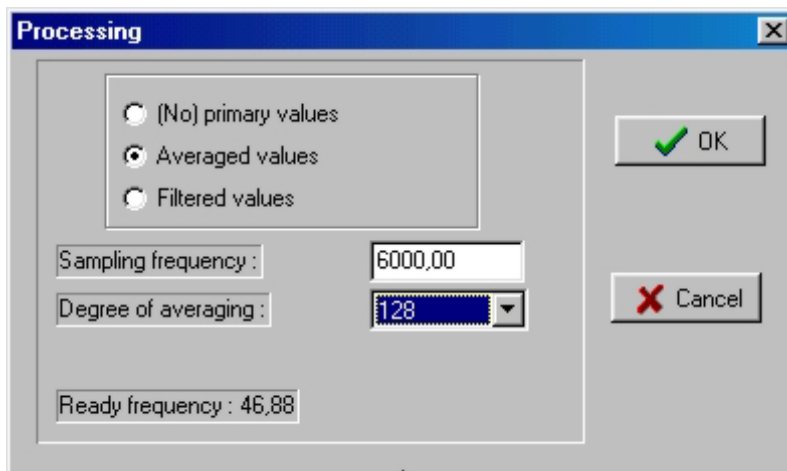 Processing
(No) primary values
Averaged values
Filtered values
OK
Sampling frequency : 6000,00
Degree of averaging : 128
Cancel
Ready frequency : 46,88